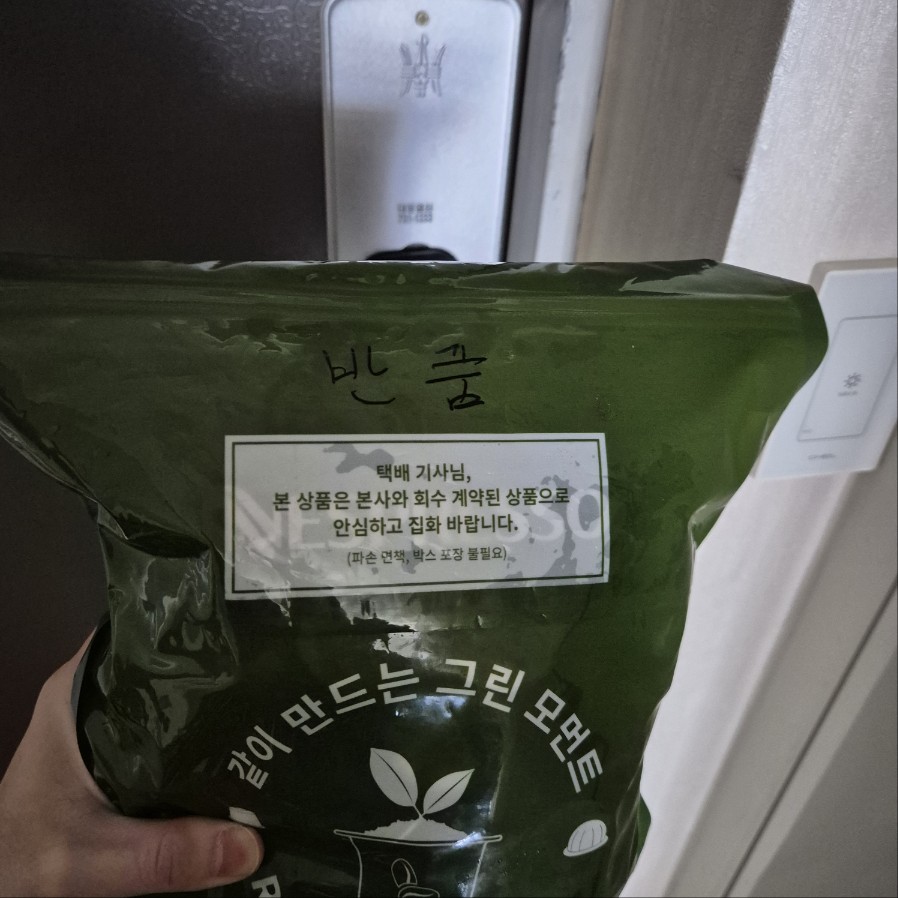 반품
택배 기사님,
본 상품은 본사와 회수 계약된 상품으로
안심하고 집화 바랍니다.
(파손 면책, 박스 포장 불필요)
같이 만드는 그린 모먼트
R